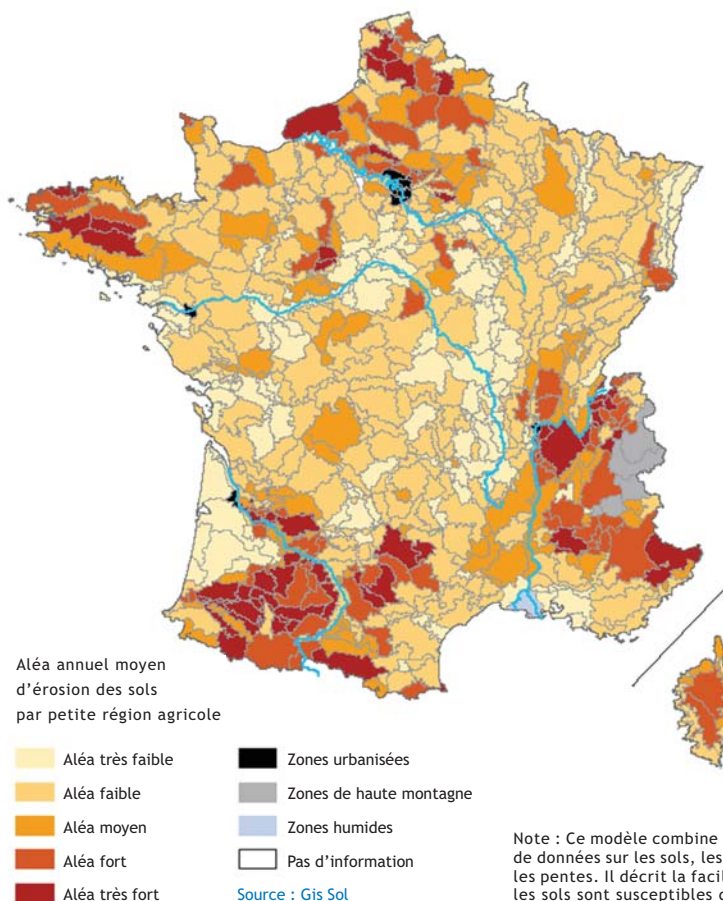 Aléa annuel moyen
d'érosion des sols
par petite région agricole
Aléa très faible
Aléa faible
Aléa moyen
Aléa fort
Aléa très fort
Zones urbanisées
Zones de haute montagne
Zones humides
Pas d'information
Source : Gis Sol
Note : Ce modèle combine
de données sur les sols, les
les pentes. Il décrit la facil
les sols sont susceptibles